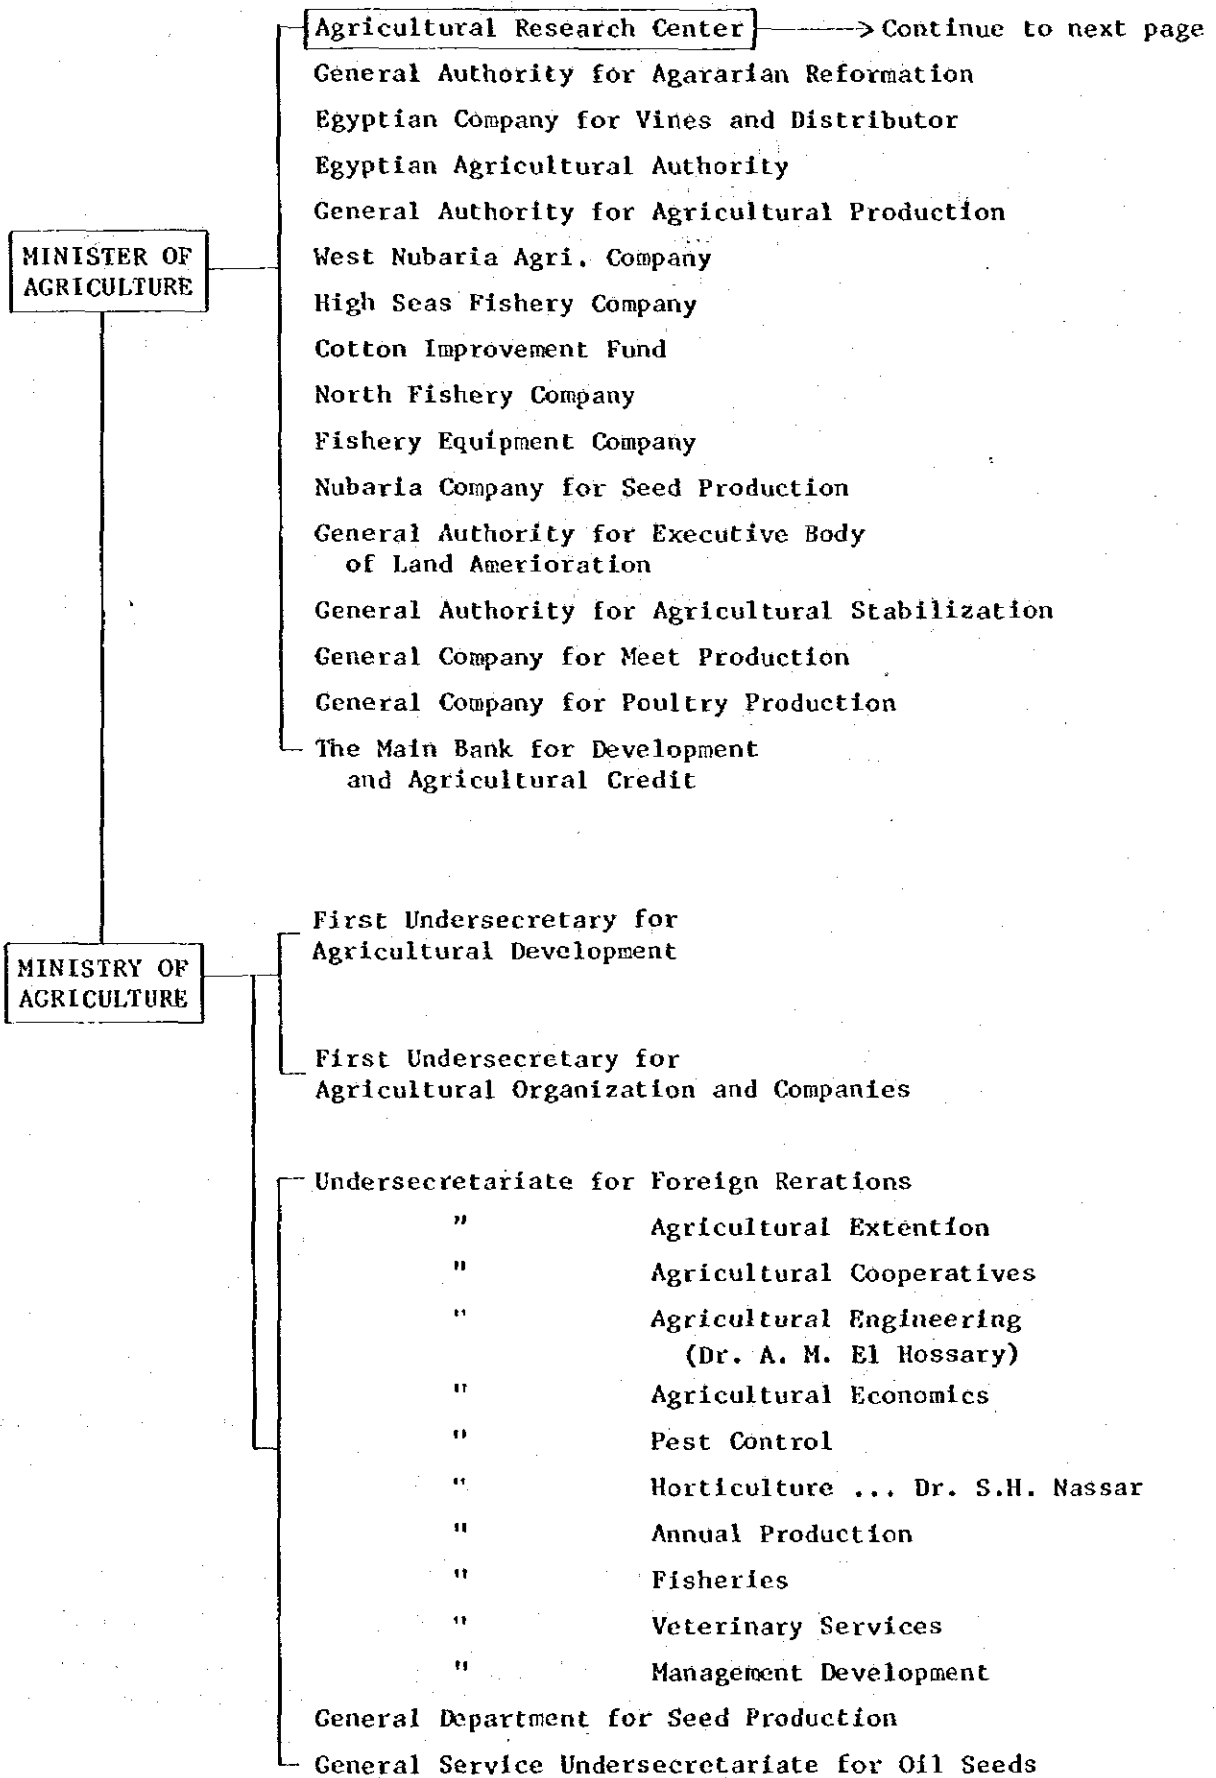 Agricultural Research Center -----> Continue to next page
General Authority for Agararian Reformation
Egyptian Company for Vines and Distributor
Egyptian Agricultural Authority
General Authority for Agricultural Production
MINISTER OF
AGRICULTURE
West Nubaria Agri. Company
High Seas Fishery Company
Cotton Improvement Fund
North Fishery Company
Fishery Equipment Company
Nubaria Company for Seed Production
General Authority for Executive Body
of Land Amerioration
General Authority for Agricultural Stabilization
General Company for Meet Production
General Company for Poultry Production
The Main Bank for Development
and Agricultural Credit
MINISTRY OF
AGRICULTURE
First Undersecretary for
Agricultural Development
First Undersecretary for
Agricultural Organization and Companies
Undersecretariate for Foreign Rerations
" Agricultural Extention
" Agricultural Cooperatives
" Agricultural Engineering
(Dr. A. M. El Hossary)
" Agricultural Economics
" Pest Control
" Horticulture ... Dr. S.H. Nassar
" Annual Production
" Fisheries
" Veterinary Services
" Management Development
General Department for Seed Production
General Service Undersecretariate for Oil Seeds